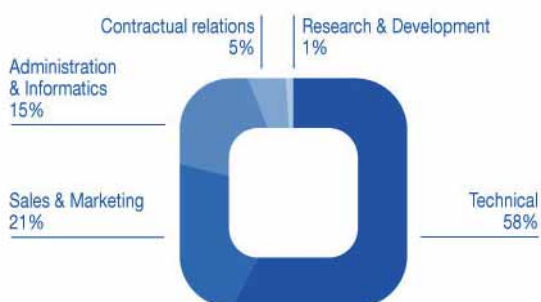 Contractual relations
5%
Research & Development
1%
Administration
& Informatics
15%
Sales & Marketing
21%
Technical
58%